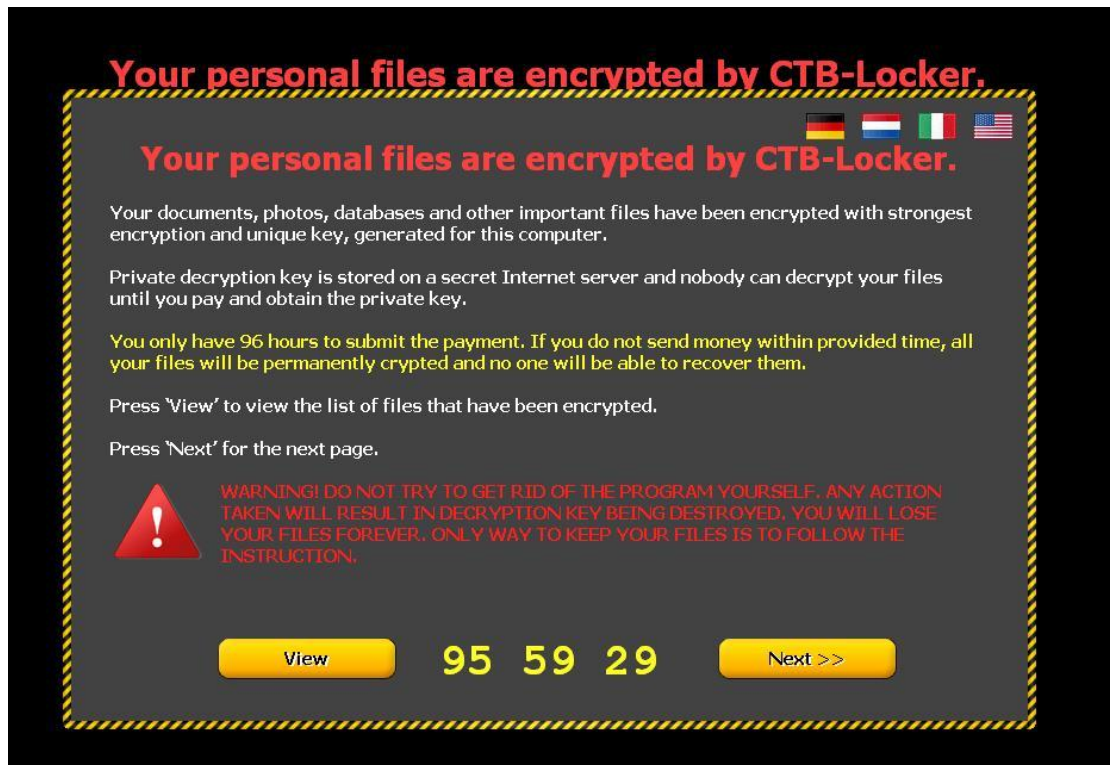 Your personal files are encrypted by CTB-Locker.
Your personal files are encrypted by CTB-Locker.
Your documents, photos, databases and other important files have been encrypted with strongest
encryption and unique key, generated for this computer.
Private decryption key is stored on a secret Internet server and nobody can decrypt your files
until you pay and obtain the private key.
You only have 96 hours to submit the payment. If you do not send money within provided time, all
your files will be permanently crypted and no one will be able to recover them.
Press 'View' to view the list of files that have been encrypted.
Press 'Next' for the next page.
WARNING! DO NOT TRY TO GET RID OF THE PROGRAM YOURSELF. ANY ACTION
TAKEN WILL RESULT IN DECRYPTION KEY BEING DESTROYED. YOU WILL LOSE
YOUR FILES FOREVER. ONLY WAY TO KEEP YOUR FILES IS TO FOLLOW THE
INSTRUCTION.
View 95 59 29 Next >>